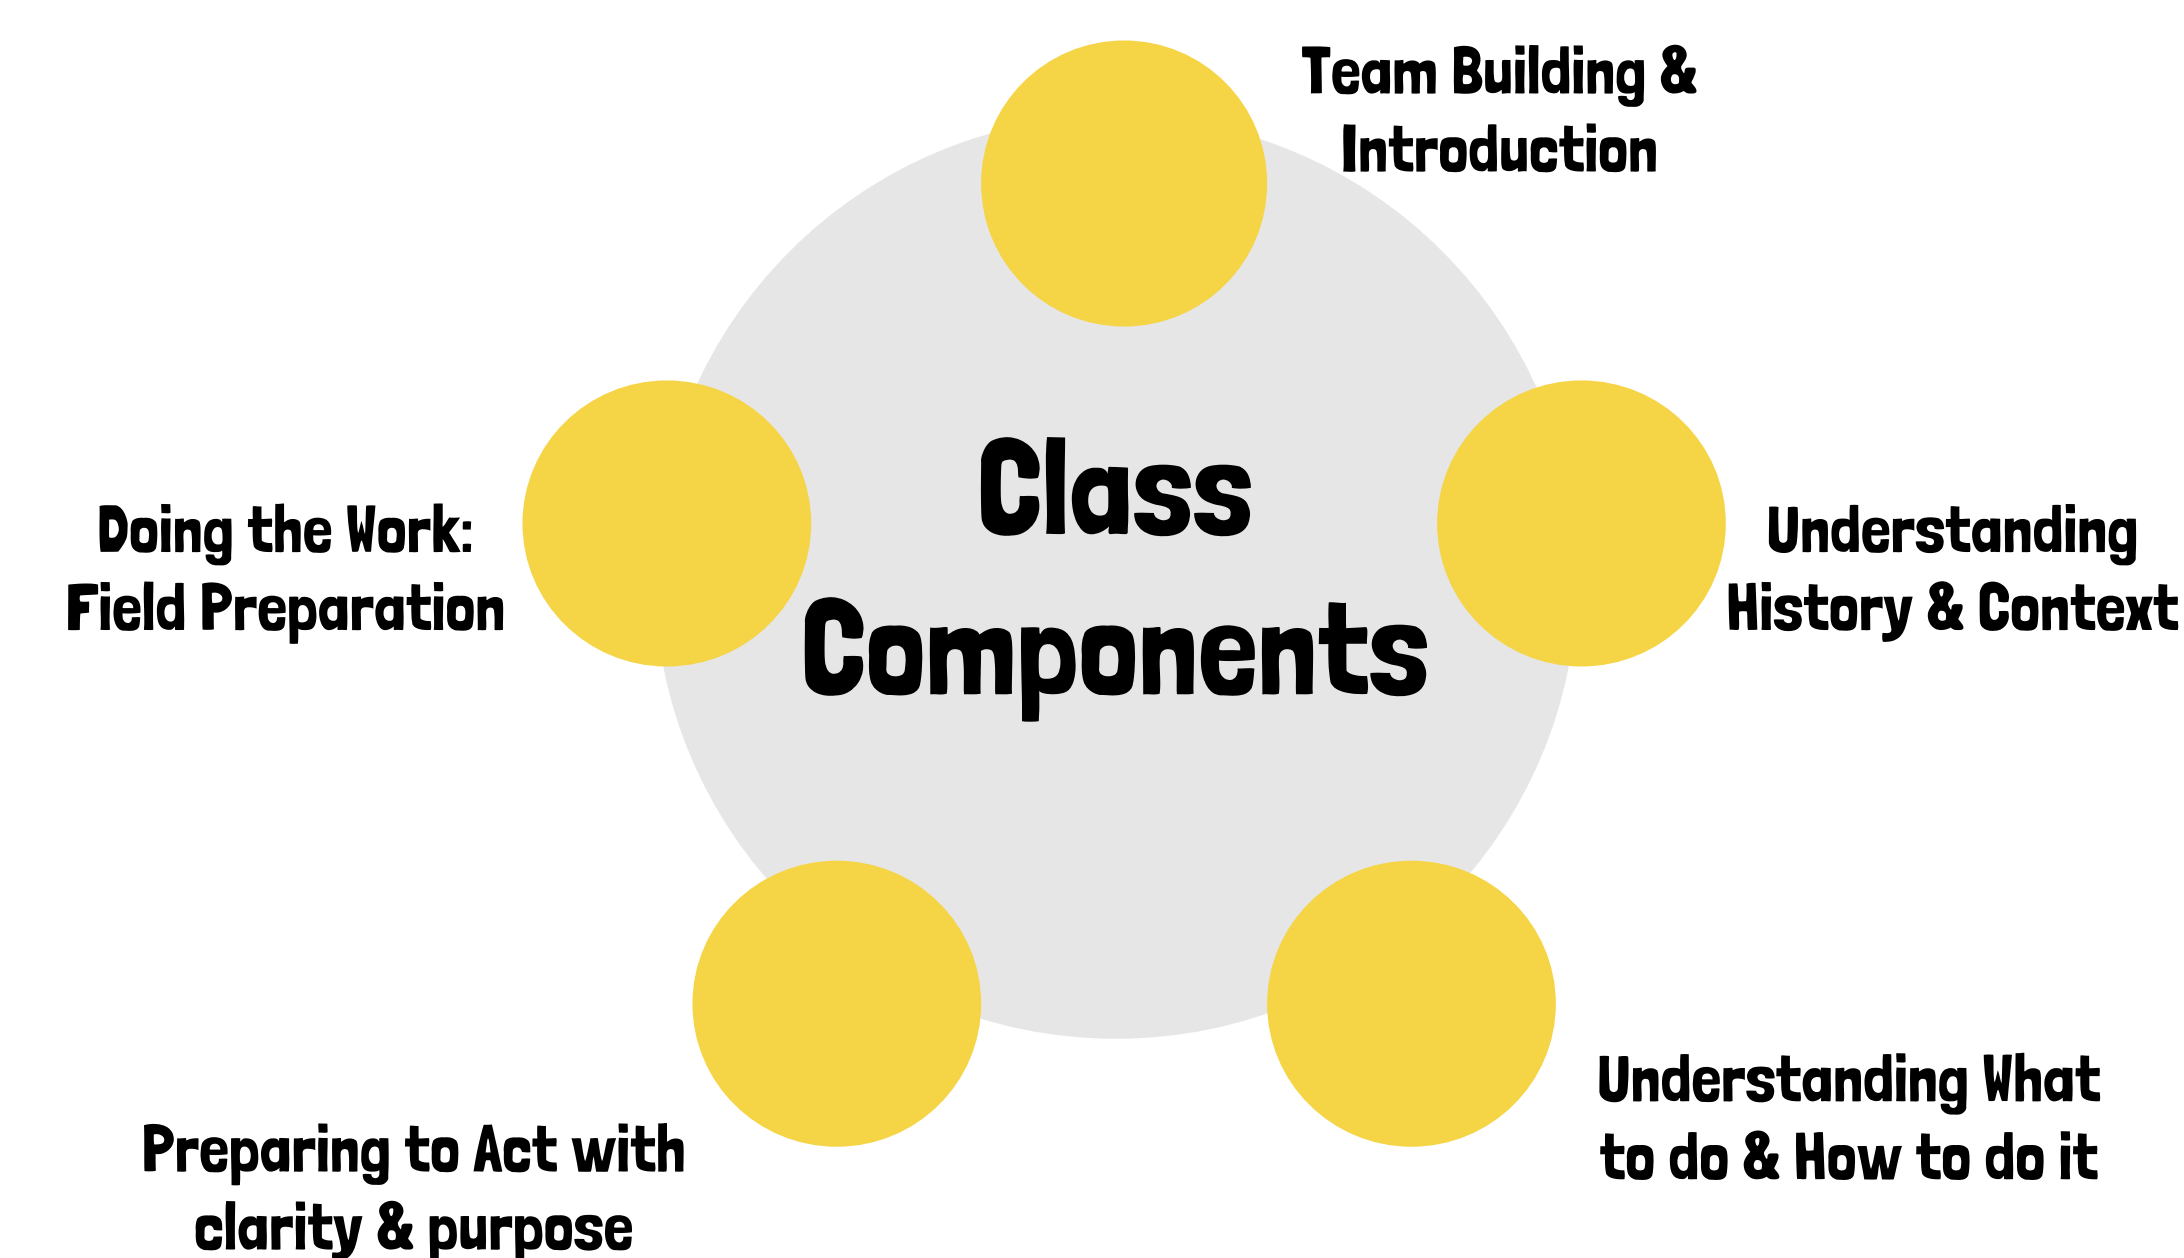 Team Building &
Introduction
Class
Components
Understanding
History & Context
Understanding What
to do & How to do it
Preparing to Act with
clarity & purpose
Doing the Work:
Field Preparation